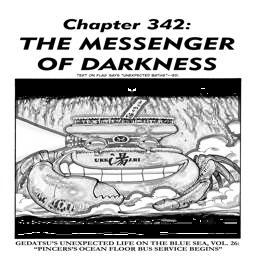 Chapter 342:
THE MESSENGER
OF DARKNESS
TEXT ON FLAG SAYS "UNEXPECTED BATHS"—ED.
湯
GEDATSU'S UNEXPECTED LIFE ON THE BLUE SEA, VOL. 26:
"PINCERS'S OCEAN FLOOR BUS SERVICE BEGINS"